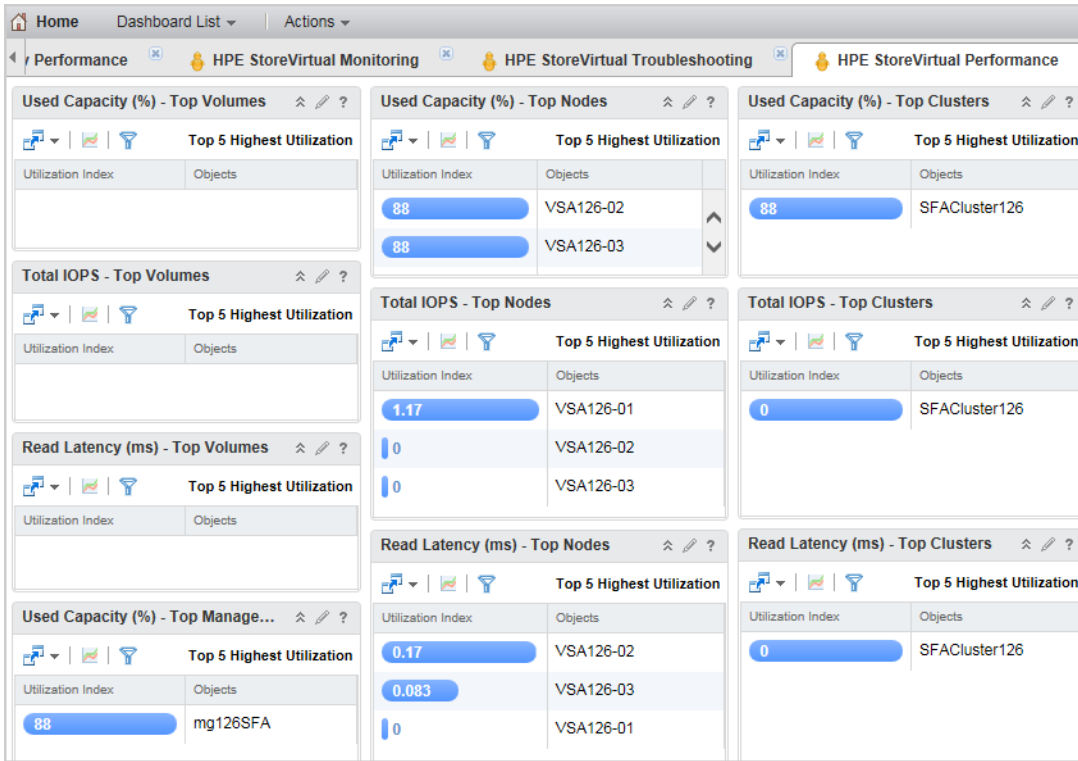 Home Dashboard List Actions
y Performance HPE StoreVirtual Monitoring HPE StoreVirtual Troubleshooting HPE StoreVirtual Performance
Used Capacity (%) - Top Volumes ?
Top 5 Highest Utilization
Utilization Index Objects
Total IOPS - Top Volumes ?
Top 5 Highest Utilization
Utilization Index Objects
Read Latency (ms) - Top Volumes ?
Top 5 Highest Utilization
Utilization Index Objects
Used Capacity (%) - Top Manage... ?
Top 5 Highest Utilization
Utilization Index Objects
88 mg126SFA
Used Capacity (%) - Top Nodes ?
Top 5 Highest Utilization
Utilization Index Objects
88 VSA126-02
88 VSA126-03
Total IOPS - Top Nodes ?
Top 5 Highest Utilization
Utilization Index Objects
1.17 VSA126-01
0 VSA126-02
0 VSA126-03
Read Latency (ms) - Top Nodes ?
Top 5 Highest Utilization
Utilization Index Objects
0.17 VSA126-02
0.083 VSA126-03
0 VSA126-01
Used Capacity (%) - Top Clusters ?
Top 5 Highest Utilization
Utilization Index Objects
88 SFACluster126
Total IOPS - Top Clusters ?
Top 5 Highest Utilization
Utilization Index Objects
0 SFACluster126
Read Latency (ms) - Top Clusters ?
Top 5 Highest Utilization
Utilization Index Objects
0 SFACluster126